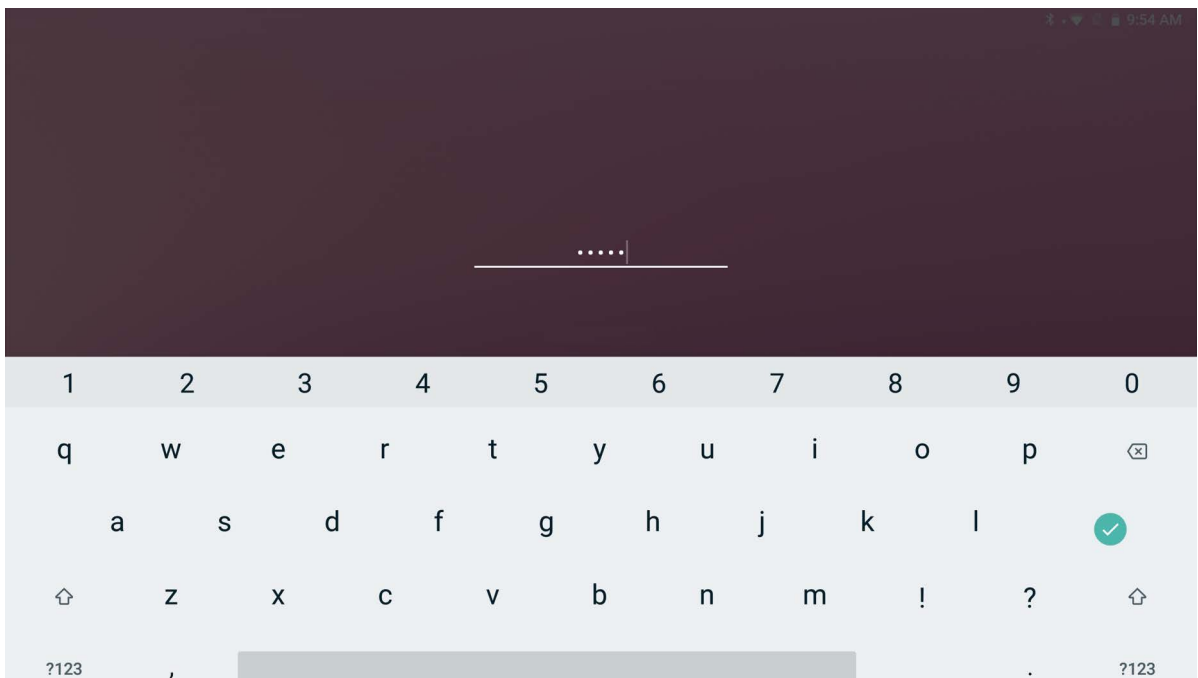 9:54 AM
•••••
1 2 3 4 5 6 7 8 9 0
q w e r t y u i o p
a s d f g h j k l
z x c v b n m ! ?
?123 , . ?123